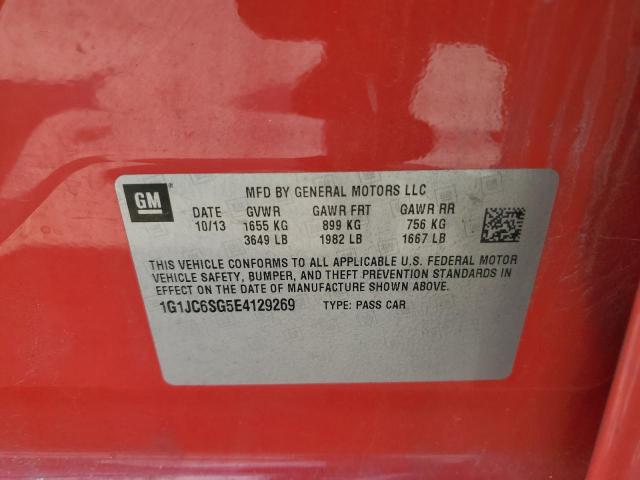 GM
MFD BY GENERAL MOTORS LLC
DATE GVWR GAWR FRT GAWR RR
10/13 1655 KG 899 KG 756 KG
3649 LB 1982 LB 1667 LB
THIS VEHICLE CONFORMS TO ALL APPLICABLE U.S. FEDERAL MOTOR
VEHICLE SAFETY, BUMPER, AND THEFT PREVENTION STANDARDS IN
EFFECT ON THE DATE OF MANUFACTURE SHOWN ABOVE.
1G1JC6SG5E4129269 TYPE: PASS CAR